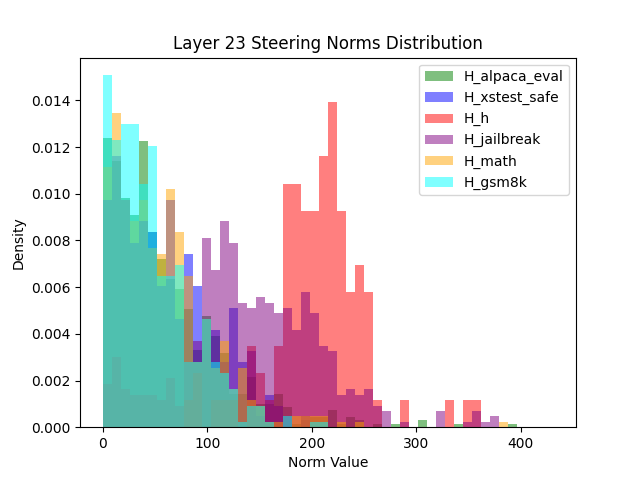 Layer 23 Steering Norms Distribution
H_alpaca_eval
H_xstest_safe
H_h
H_jailbreak
H_math
H_gsm8k
Density
0.014
0.012
0.010
0.008
0.006
0.004
0.002
0.000
0 100 200 300 400
Norm Value